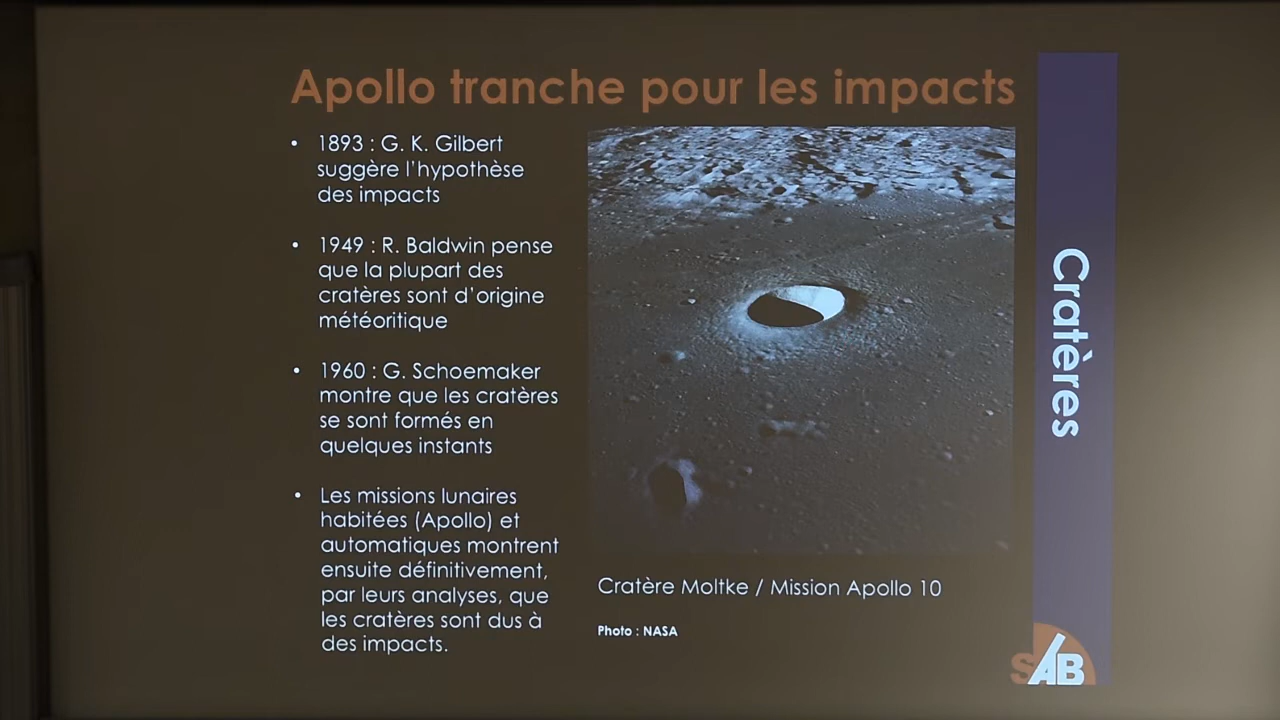 Apollo tranche pour les impacts
• 1893 : G. K. Gilbert
suggère l'hypothèse
des impacts
• 1949 : R. Baldwin pense
que la plupart des
cratères sont d'origine
météoritique
• 1960 : G. Schoemaker
montre que les cratères
se sont formés en
quelques instants
• Les missions lunaires
habitées (Apollo) et
automatiques montrent
ensuite définitivement,
par leurs analyses, que
les cratères sont dus à
des impacts.
Cratère Moltke / Mission Apollo 10
Photo : NASA
Cratères
SAB